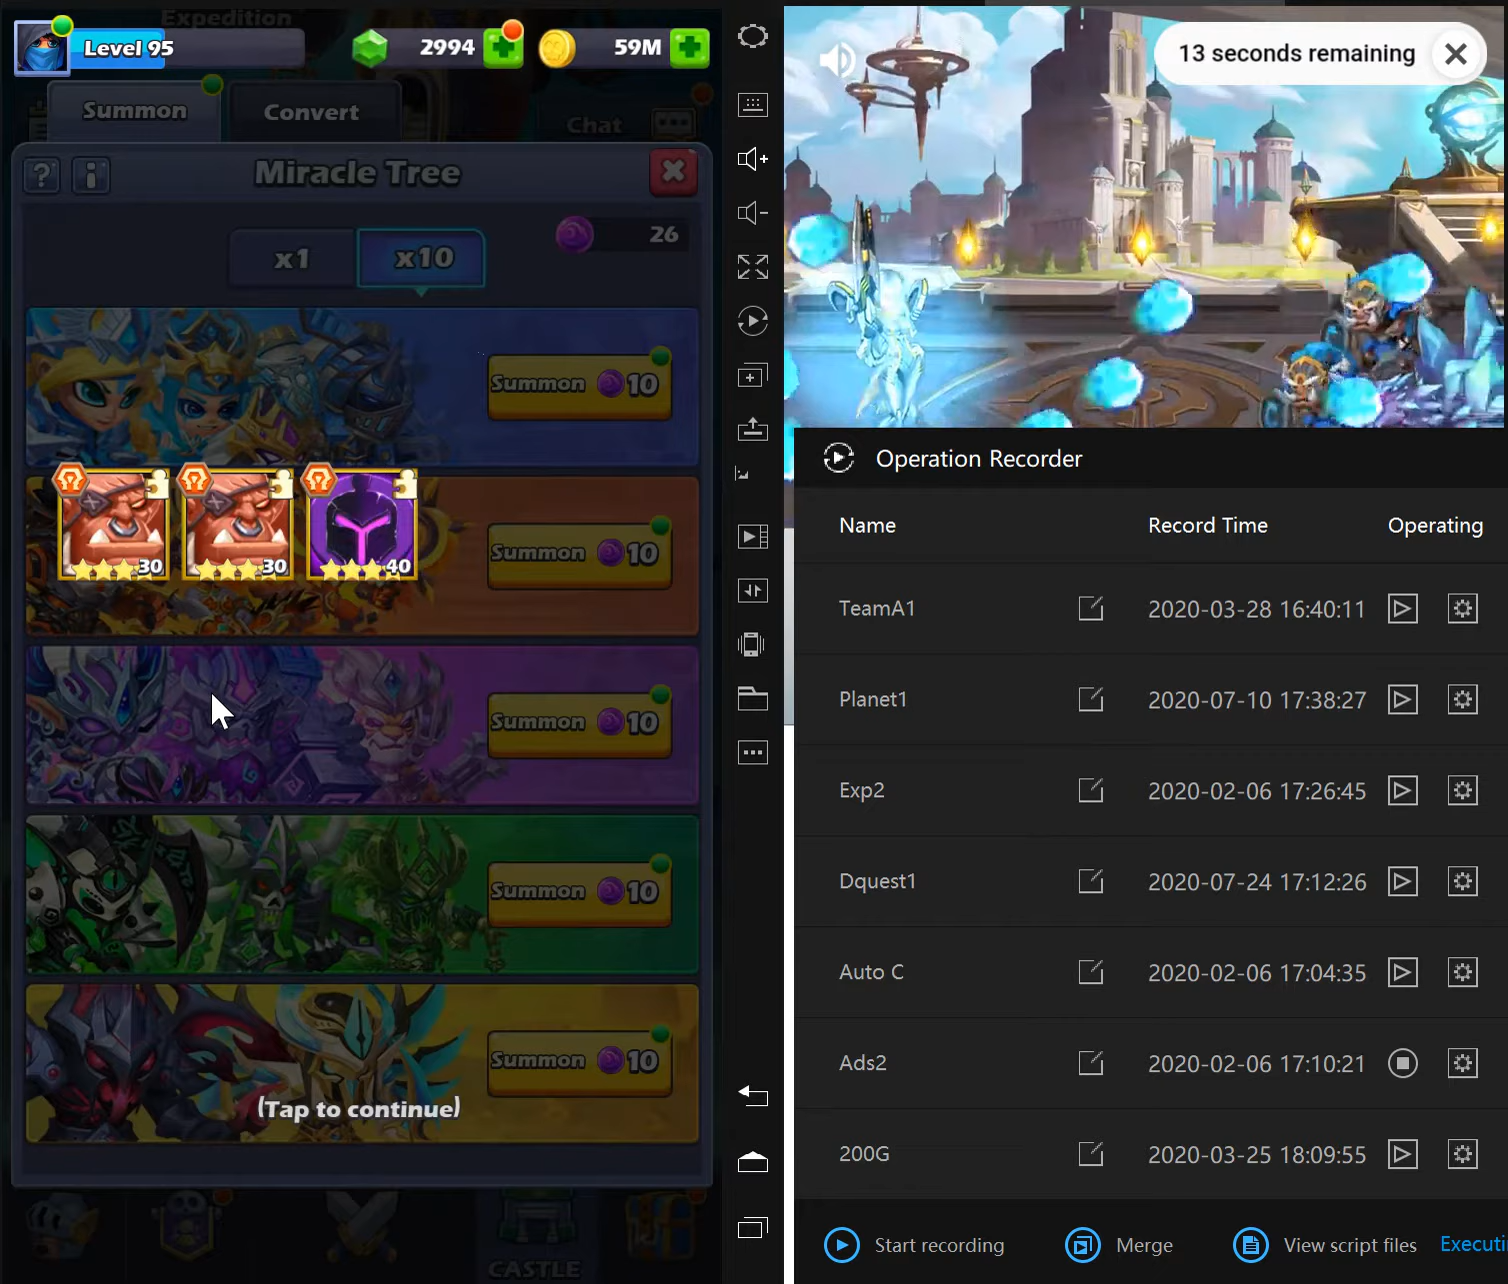 Expedition
Level 95
2994
59M
Summon
Convert
Chat
?
i
Miracle Tree
x1
x10
26
Summon 10
30
30
40
Summon 10
Summon 10
Summon 10
Summon 10
(Tap to continue)
CASTLE
13 seconds remaining
Operation Recorder
Name Record Time Operating
TeamA1 2020-03-28 16:40:11
Planet1 2020-07-10 17:38:27
Exp2 2020-02-06 17:26:45
Dquest1 2020-07-24 17:12:26
Auto C 2020-02-06 17:04:35
Ads2 2020-02-06 17:10:21
200G 2020-03-25 18:09:55
Start recording Merge View script files Executi